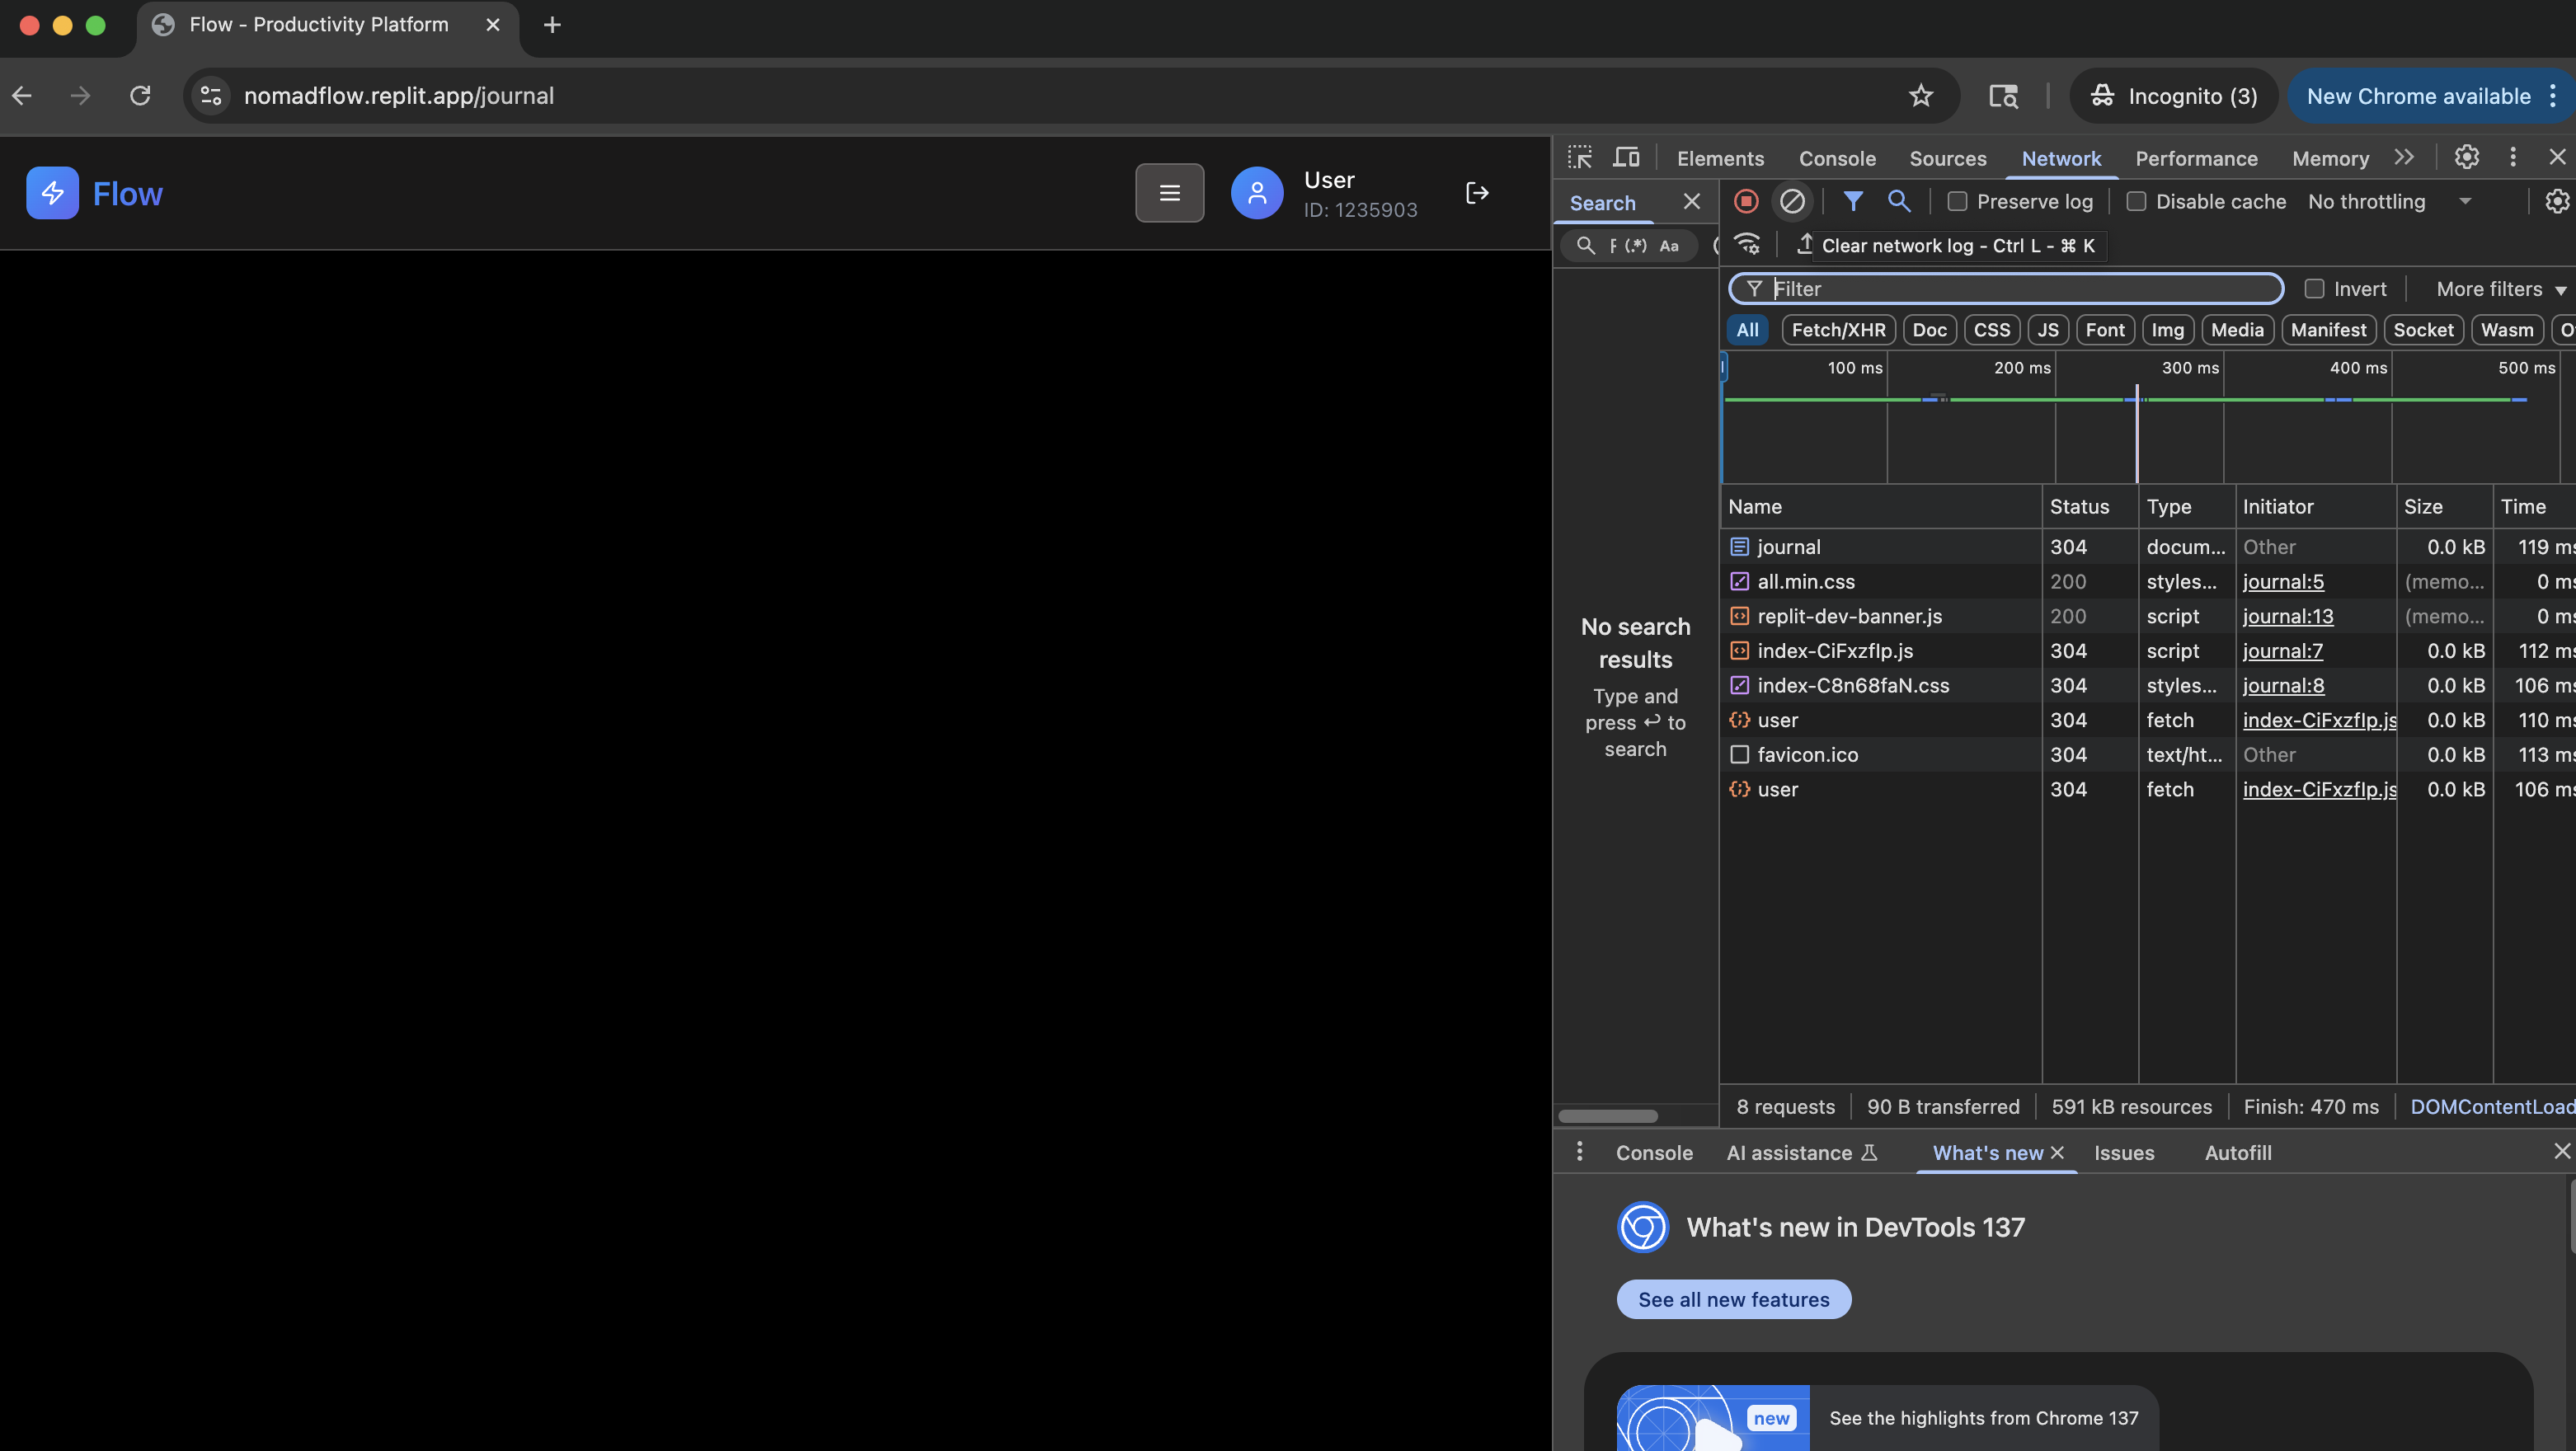 Flow - Productivity Platform
nomadflow.replit.app/journal
Incognito (3)
New Chrome available
Flow
User
ID: 1235903
Elements
Console
Sources
Network
Performance
Memory
Search
Preserve log
Disable cache
No throttling
(.*)
Aa
Clear network log - Ctrl L - ⌘ K
Filter
Invert
More filters
All
Fetch/XHR
Doc
CSS
JS
Font
Img
Media
Manifest
Socket
Wasm
100 ms
200 ms
300 ms
400 ms
500 ms
Name Status Type Initiator Size Time
journal 304 docum... Other 0.0 kB 119 ms
all.min.css 200 styles... journal:5 (memo... 0 ms
replit-dev-banner.js 200 script journal:13 (memo... 0 ms
index-CiFxzfIp.js 304 script journal:7 0.0 kB 112 ms
index-C8n68faN.css 304 styles... journal:8 0.0 kB 106 ms
user 304 fetch index-CiFxzfIp.js 0.0 kB 110 ms
favicon.ico 304 text/ht... Other 0.0 kB 113 ms
user 304 fetch index-CiFxzfIp.js 0.0 kB 106 ms
No search
results
Type and
press ↩ to
search
8 requests
90 B transferred
591 kB resources
Finish: 470 ms
DOMContentLoad
Console
AI assistance
What's new
Issues
Autofill
What's new in DevTools 137
See all new features
new
See the highlights from Chrome 137